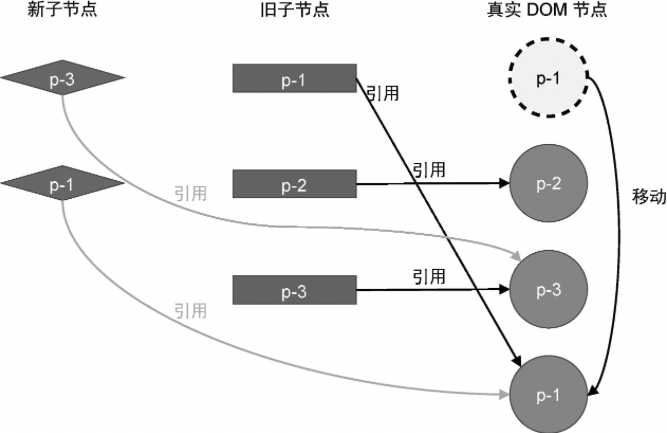 新子节点 旧子节点 真实 DOM 节点
p-3 p-1 p-1
引用
p-1 p-2 p-2
引用 引用 移动
p-3 p-3
引用
引用
p-1